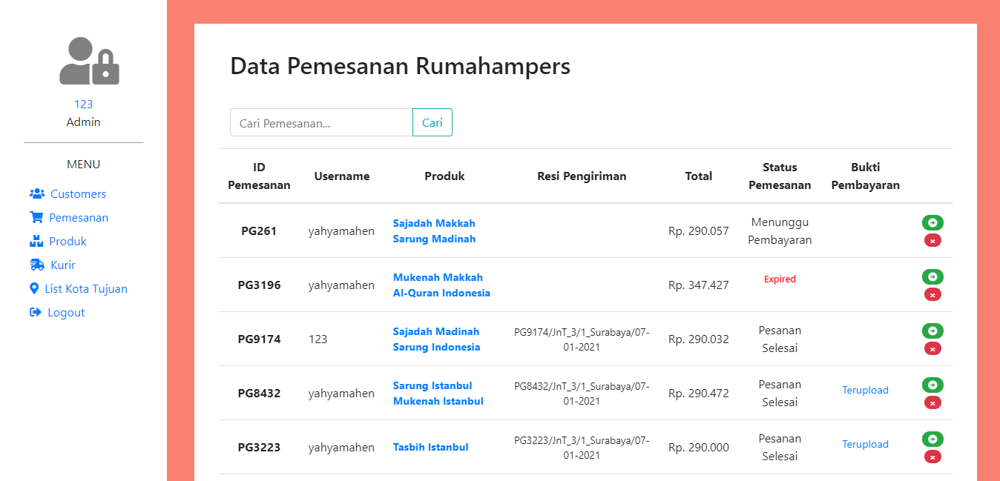 123
Admin
MENU
Customers
Pemesanan
Produk
Kurir
List Kota Tujuan
Logout
Data Pemesanan Rumahampers
Cari Pemesanan... Cari
ID Pemesanan Username Produk Resi Pengiriman Total Status Pemesanan Bukti Pembayaran
PG261 yahyamahen Sajadah Makkah Rp. 290.057 Menunggu
Sarung Madinah Pembayaran
PG3196 yahyamahen Mukenah Makkah Rp. 347.427 Expired
Al-Quran Indonesia
PG9174 123 Sajadah Madinah PG9174/JnT_3/1_Surabaya/07- Rp. 290.032 Pesanan
Sarung Indonesia 01-2021 Selesai
PG8432 yahyamahen Sarung Istanbul PG8432/JnT_3/1_Surabaya/07- Rp. 290.472 Pesanan Terupload
Mukenah Istanbul 01-2021 Selesai
PG3223 yahyamahen Tasbih Istanbul PG3223/JnT_3/1_Surabaya/07- Rp. 290.000 Pesanan Terupload
01-2021 Selesai